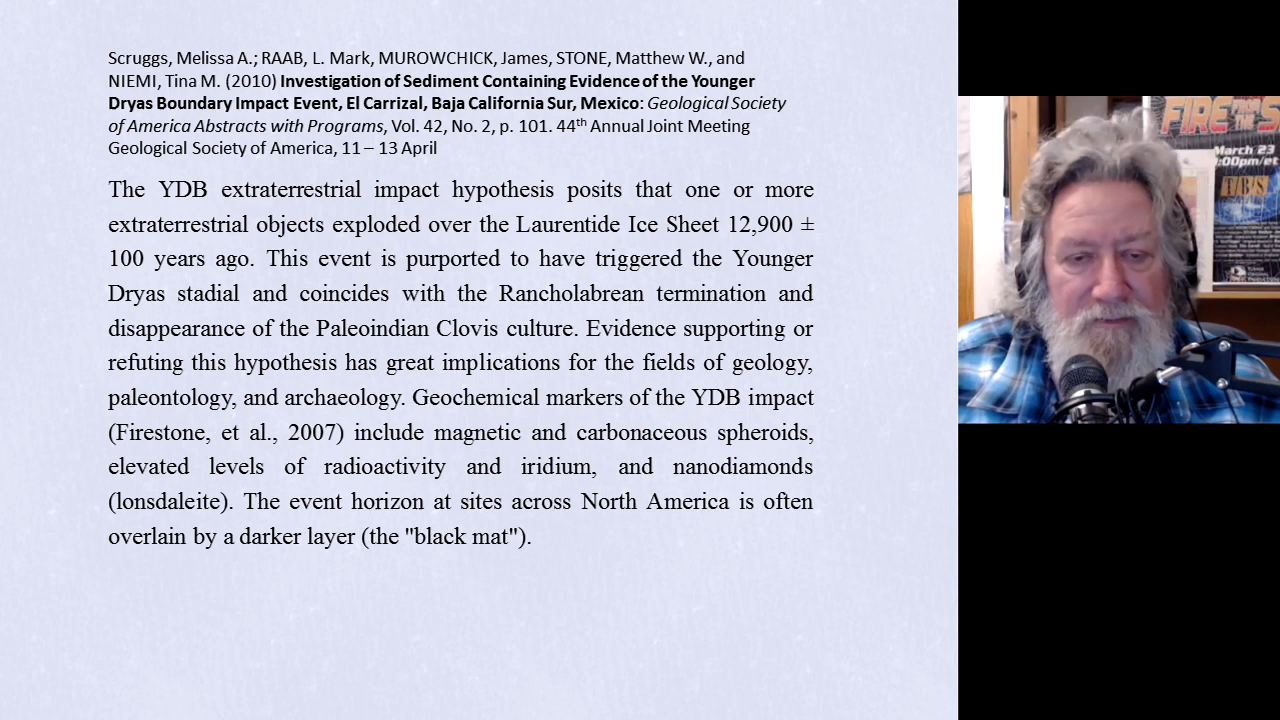 Scruggs, Melissa A.; RAAB, L. Mark, MUROWCHICK, James, STONE, Matthew W., and
NIEMI, Tina M. (2010) Investigation of Sediment Containing Evidence of the Younger
Dryas Boundary Impact Event, El Carrizal, Baja California Sur, Mexico: Geological Society
of America Abstracts with Programs, Vol. 42, No. 2, p. 101. 44th Annual Joint Meeting
Geological Society of America, 11 – 13 April
The YDB extraterrestrial impact hypothesis posits that one or more
extraterrestrial objects exploded over the Laurentide Ice Sheet 12,900 ±
100 years ago. This event is purported to have triggered the Younger
Dryas stadial and coincides with the Rancholabrean termination and
disappearance of the Paleoindian Clovis culture. Evidence supporting or
refuting this hypothesis has great implications for the fields of geology,
paleontology, and archaeology. Geochemical markers of the YDB impact
(Firestone, et al., 2007) include magnetic and carbonaceous spheroids,
elevated levels of radioactivity and iridium, and nanodiamonds
(lonsdaleite). The event horizon at sites across North America is often
overlain by a darker layer (the "black mat").
FIRE FROM THE
March 23
:00pm/et
TBS